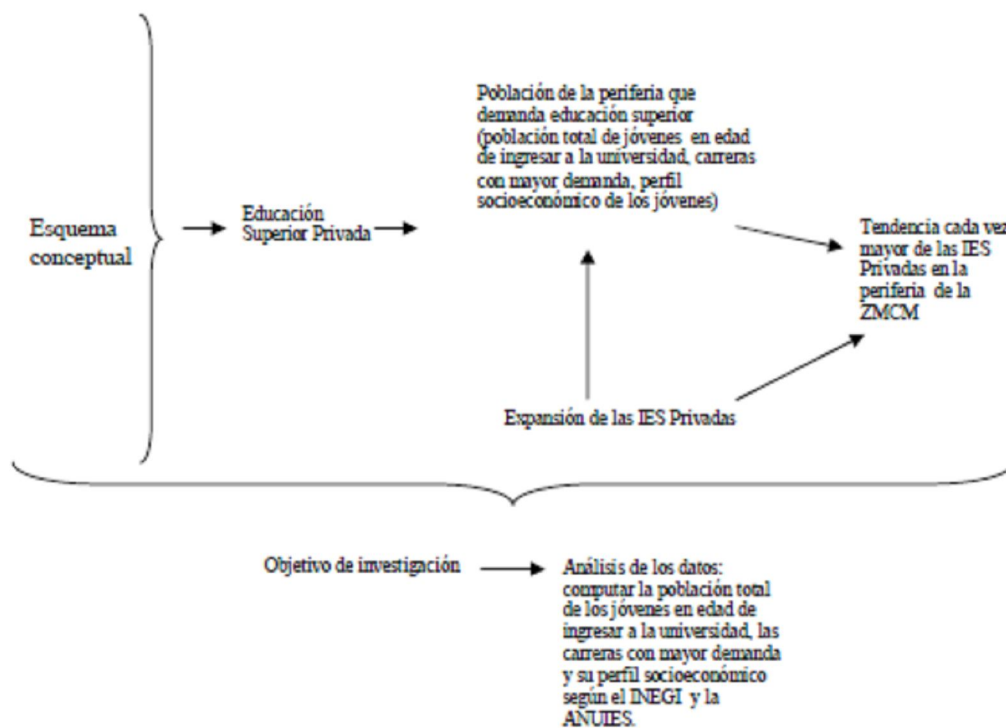 Esquema
conceptual
Educación
Superior Privada
Población de la periferia que
demanda educación superior
(población total de jóvenes en edad
de ingresar a la universidad, carreras
con mayor demanda, perfil
socioeconómico de los jóvenes)
Tendencia cada vez
mayor de las IES
Privadas en la
periferia de la
ZMCM
Expansión de las IES Privadas
Objetivo de investigación
Análisis de los datos:
computar la población total
de los jóvenes en edad de
ingresar a la universidad, las
carreras con mayor demanda
y su perfil socioeconómico
según el INEGI y la
ANUIES.